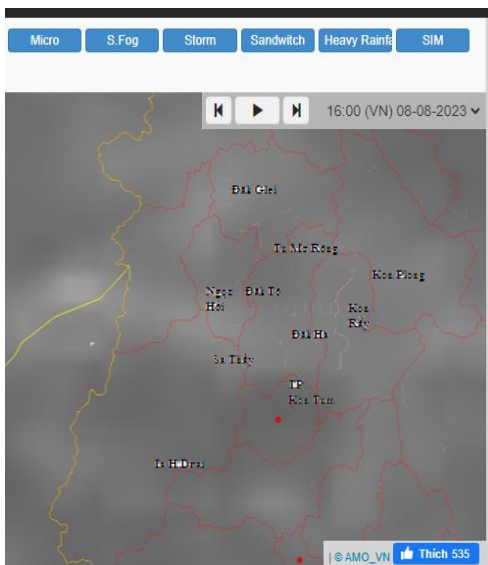 Micro S.Fog Storm Sandwitch Heavy Rainfa SIM
16:00 (VN) 08-08-2023
Đăk Glei
Tu Mơ Rông
Kon Plong
Ngọc Hồi
Đăk Tô
Kon Rẫy
Đăk Hà
Sa Thầy
TP Kon Tum
Ia H'Drai
| © AMO_VN Thích 535